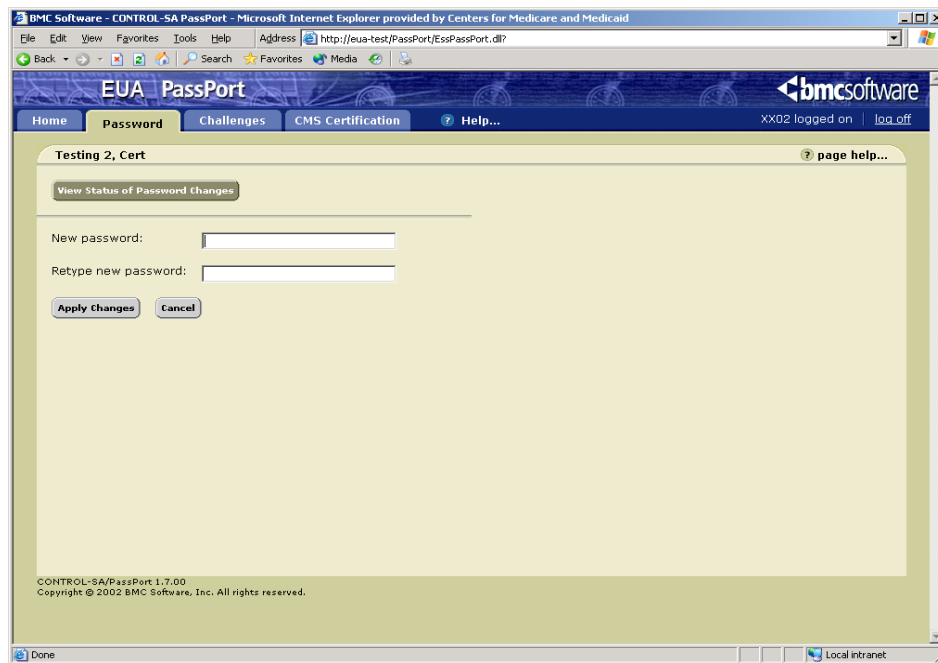 BMC Software - CONTROL-SA PassPort - Microsoft Internet Explorer provided by Centers for Medicare and Medicaid
File Edit View Favorites Tools Help Address http://eua-test/PassPort/EssPassPort.dll?
Back Search Favorites Media
EUA PassPort bmcsoftware
Home Password Challenges CMS Certification ? Help... XX02 logged on | log off
Testing 2, Cert ? page help...
View Status of Password Changes
New password:
Retype new password:
Apply Changes Cancel
CONTROL-SA/PassPort 1.7.00
Copyright © 2002 BMC Software, Inc. All rights reserved.
Done Local intranet